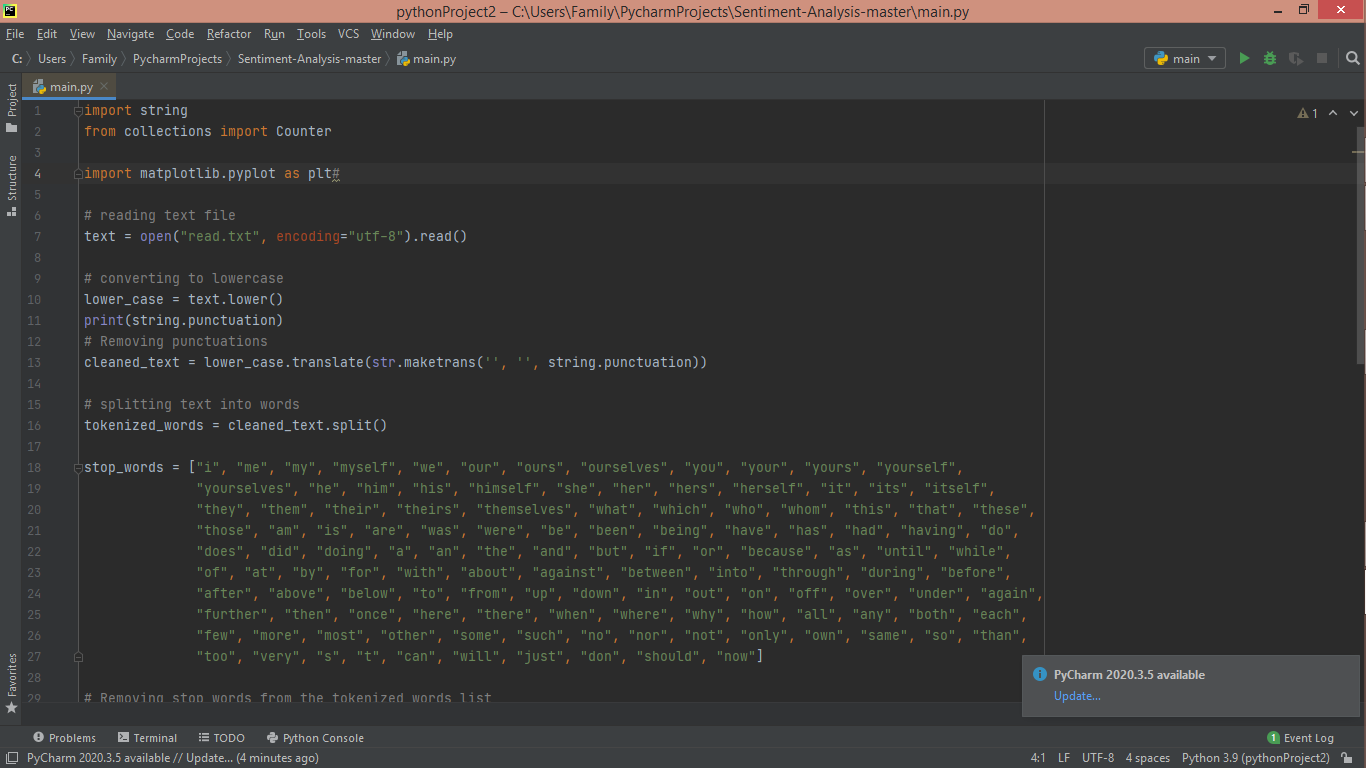 pythonProject2 – C:\Users\Family\PycharmProjects\Sentiment-Analysis-master\main.py
File Edit View Navigate Code Refactor Run Tools VCS Window Help
C: Users Family PycharmProjects Sentiment-Analysis-master main.py main
main.py
Project
Structure
Favorites
1 import string
2 from collections import Counter
3
4 import matplotlib.pyplot as plt#
5
6 # reading text file
7 text = open("read.txt", encoding="utf-8").read()
8
9 # converting to lowercase
10 lower_case = text.lower()
11 print(string.punctuation)
12 # Removing punctuations
13 cleaned_text = lower_case.translate(str.maketrans('', '', string.punctuation))
14
15 # splitting text into words
16 tokenized_words = cleaned_text.split()
17
18 stop_words = ["i", "me", "my", "myself", "we", "our", "ours", "ourselves", "you", "your", "yours", "yourself",
19 "yourselves", "he", "him", "his", "himself", "she", "her", "hers", "herself", "it", "its", "itself",
20 "they", "them", "their", "theirs", "themselves", "what", "which", "who", "whom", "this", "that", "these",
21 "those", "am", "is", "are", "was", "were", "be", "been", "being", "have", "has", "had", "having", "do",
22 "does", "did", "doing", "a", "an", "the", "and", "but", "if", "or", "because", "as", "until", "while",
23 "of", "at", "by", "for", "with", "about", "against", "between", "into", "through", "during", "before",
24 "after", "above", "below", "to", "from", "up", "down", "in", "out", "on", "off", "over", "under", "again",
25 "further", "then", "once", "here", "there", "when", "where", "why", "how", "all", "any", "both", "each",
26 "few", "more", "most", "other", "some", "such", "no", "nor", "not", "only", "own", "same", "so", "than",
27 "too", "very", "s", "t", "can", "will", "just", "don", "should", "now"]
28
29 # Removing stop words from the tokenized words list
1
PyCharm 2020.3.5 available
Update...
Problems Terminal TODO Python Console 1 Event Log
PyCharm 2020.3.5 available // Update... (4 minutes ago) 4:1 LF UTF-8 4 spaces Python 3.9 (pythonProject2)